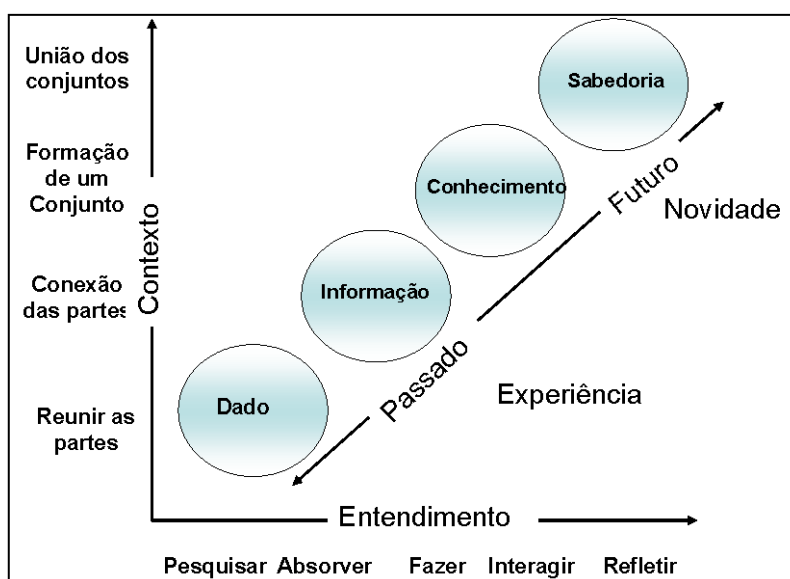 União dos
conjuntos
Sabedoria
Formação
de um
Conjunto
Conhecimento
Futuro
Novidade
Contexto
Conexão
das partes
Informação
Passado
Experiência
Dado
Reunir as
partes
Entendimento
Pesquisar Absorver Fazer Interagir Refletir